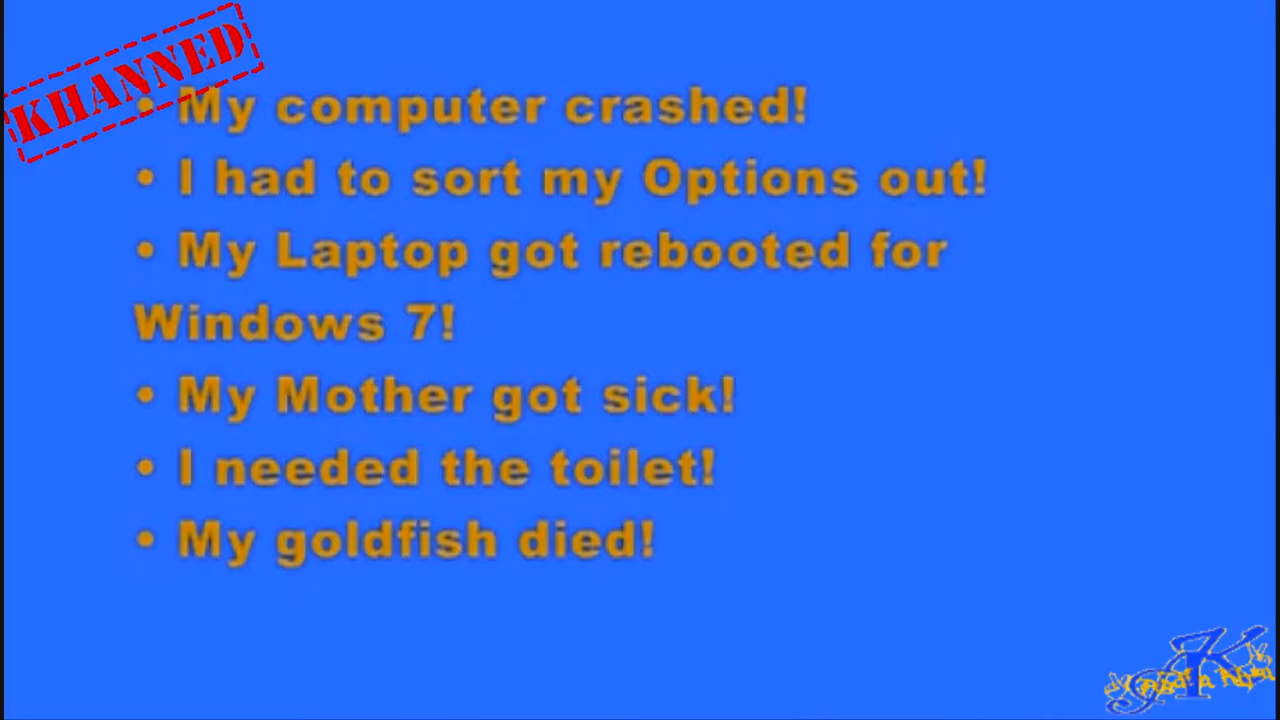 KHANNED
• My computer crashed!
• I had to sort my Options out!
• My Laptop got rebooted for
Windows 7!
• My Mother got sick!
• I needed the toilet!
• My goldfish died!